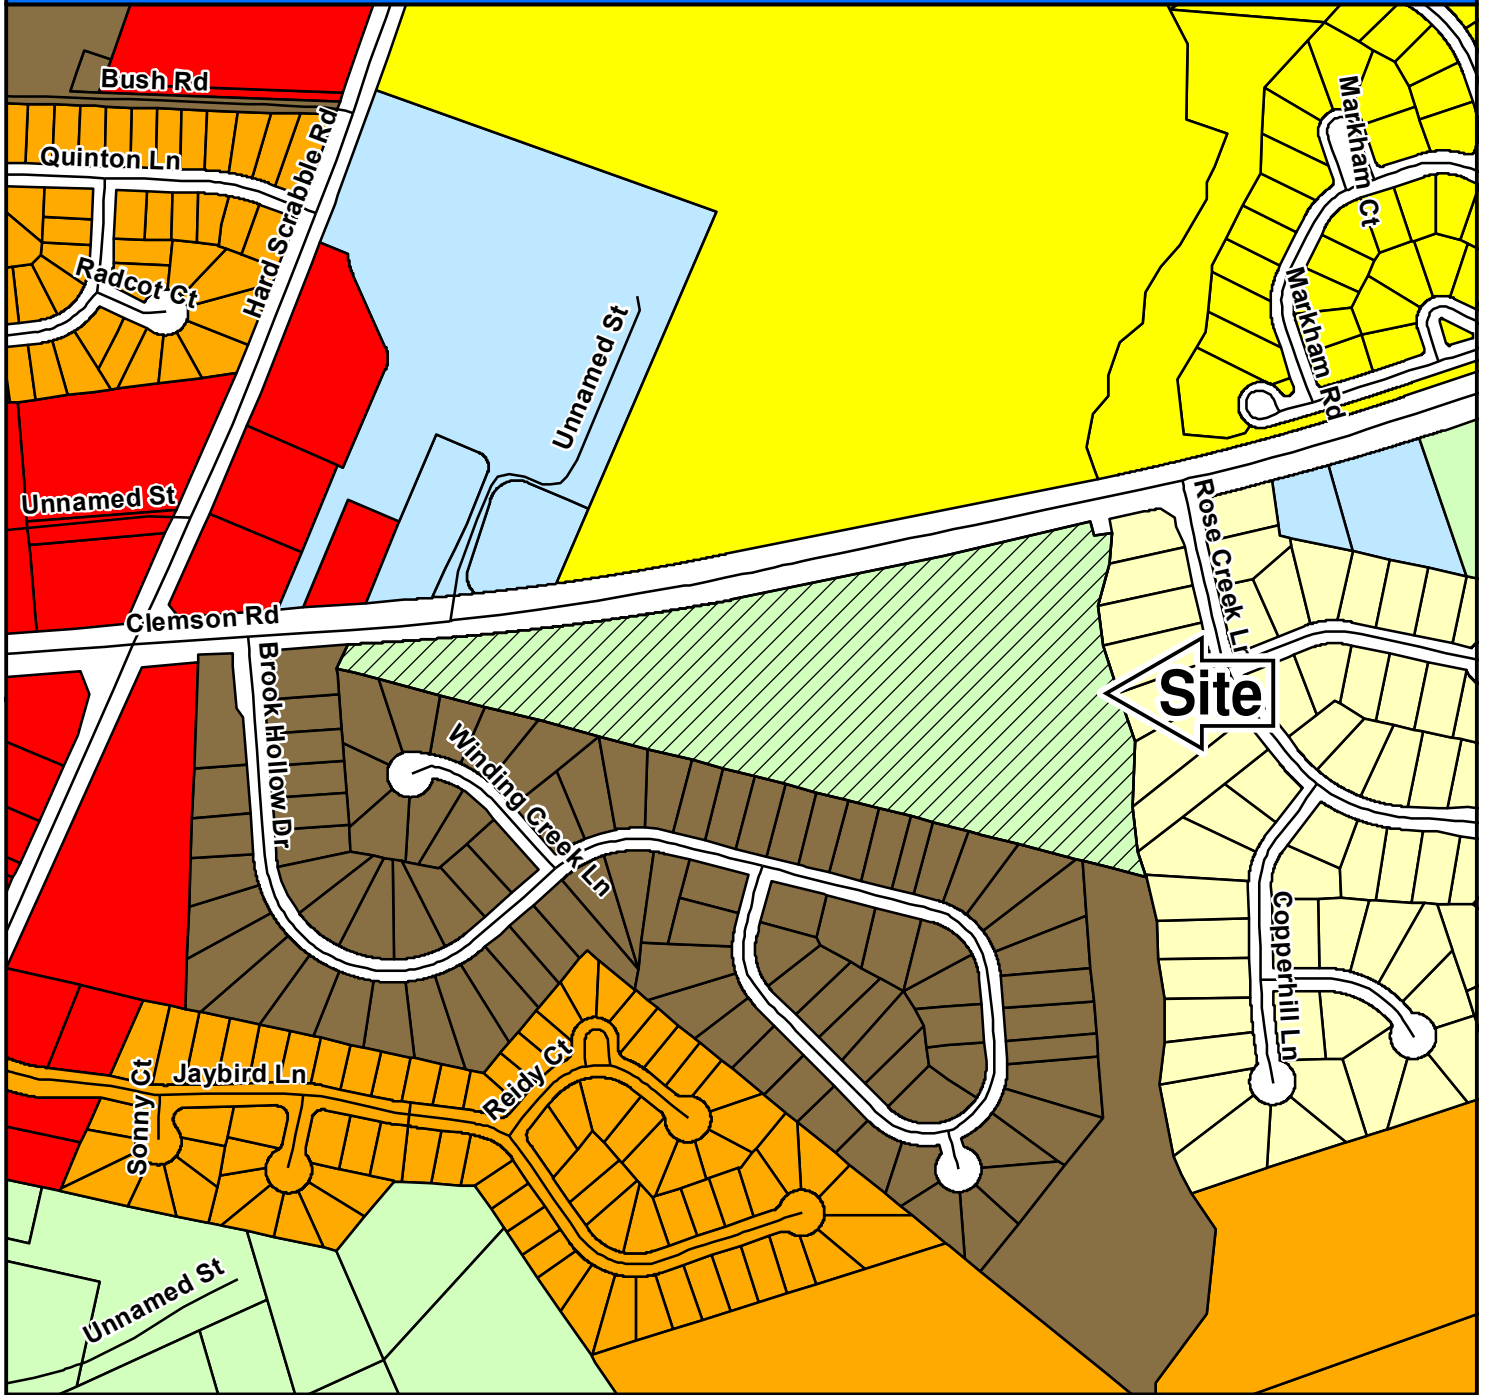 Bush Rd
Markham Ct
Quinton Ln
Hard Scrabble Rd
Radcot Ct
Markham Rd
Unnamed St
Unnamed St
Rose Creek Ln
Clemson Rd
Brook Hollow Dr
Site
Winding Creek Ln
Copperhill Ln
Reidy Ct
Jaybird Ln
Sonny Ct
Unnamed St